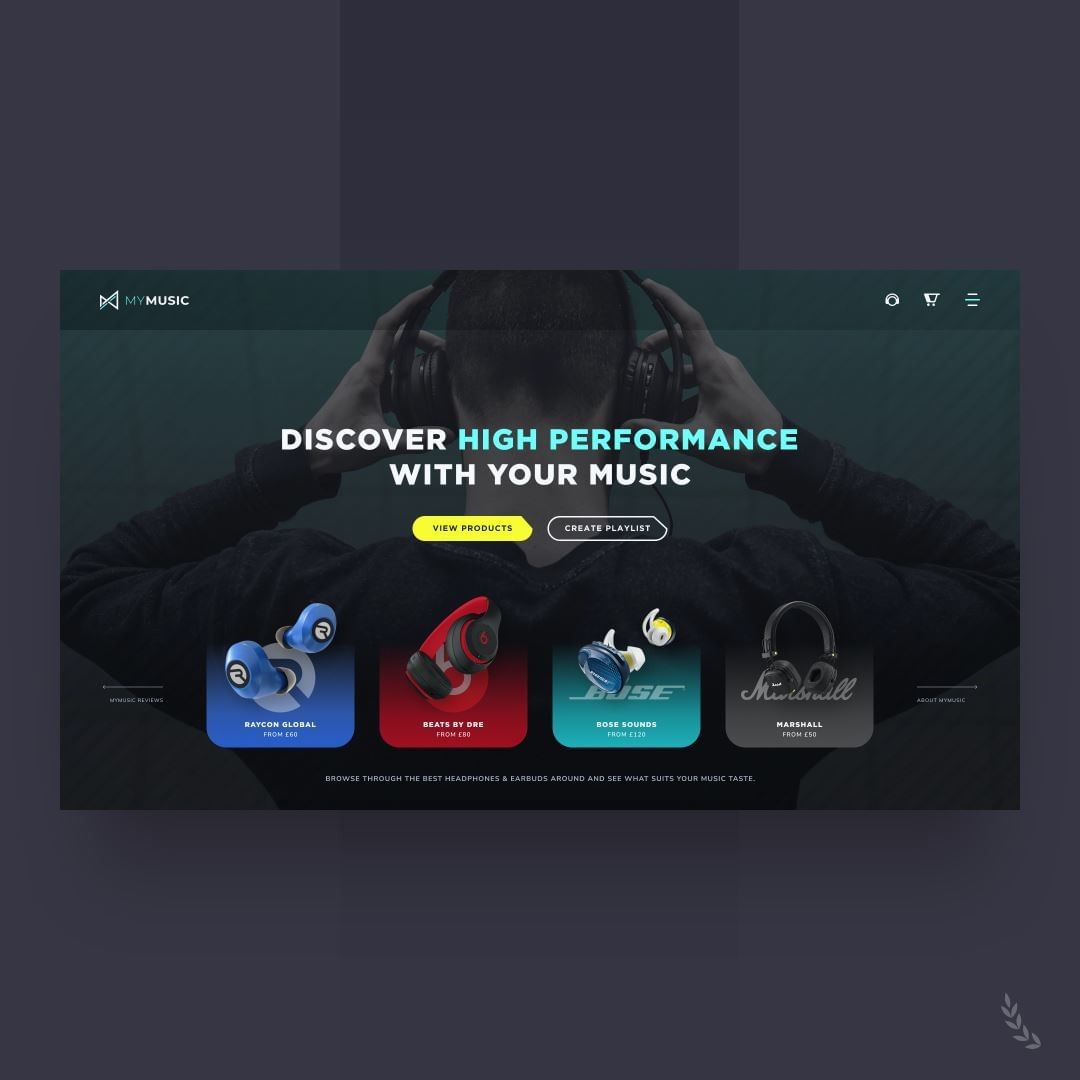 MYMUSIC
DISCOVER HIGH PERFORMANCE
WITH YOUR MUSIC
VIEW PRODUCTS
CREATE PLAYLIST
BOSE
Marshall
MYMUSIC REVIEWS
ABOUT MYMUSIC
RAYCON GLOBAL
FROM £60
BEATS BY DRE
FROM £80
BOSE SOUNDS
FROM £120
MARSHALL
FROM £50
BROWSE THROUGH THE BEST HEADPHONES & EARBUDS AROUND AND SEE WHAT SUITS YOUR MUSIC TASTE.